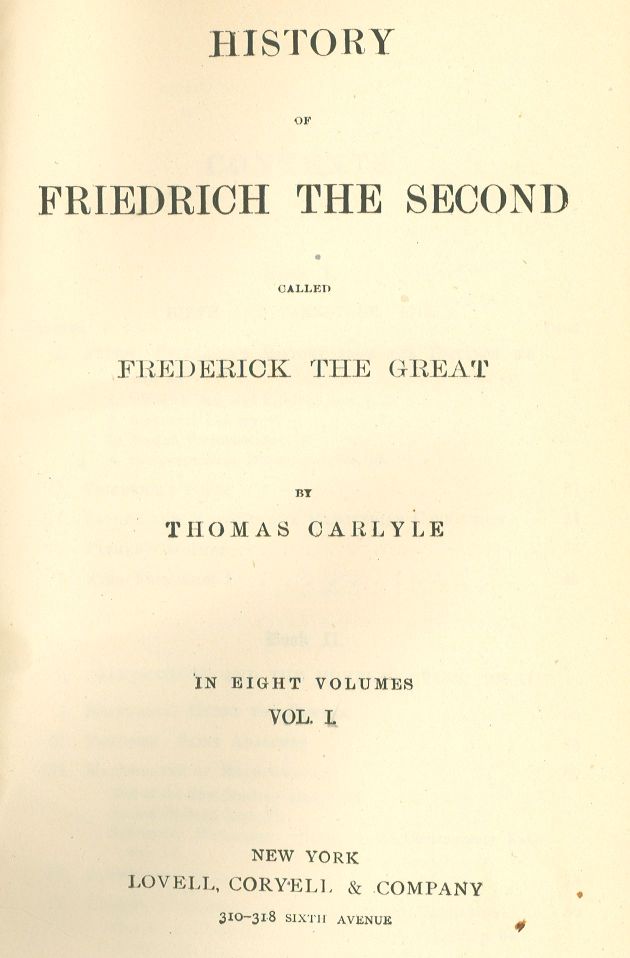 HISTORY
OF
FRIEDRICH THE SECOND
CALLED
FREDERICK THE GREAT
BY
THOMAS CARLYLE
IN EIGHT VOLUMES
VOL. I.
NEW YORK
LOVELL, CORYELL & COMPANY
310–318 SIXTH AVENUE